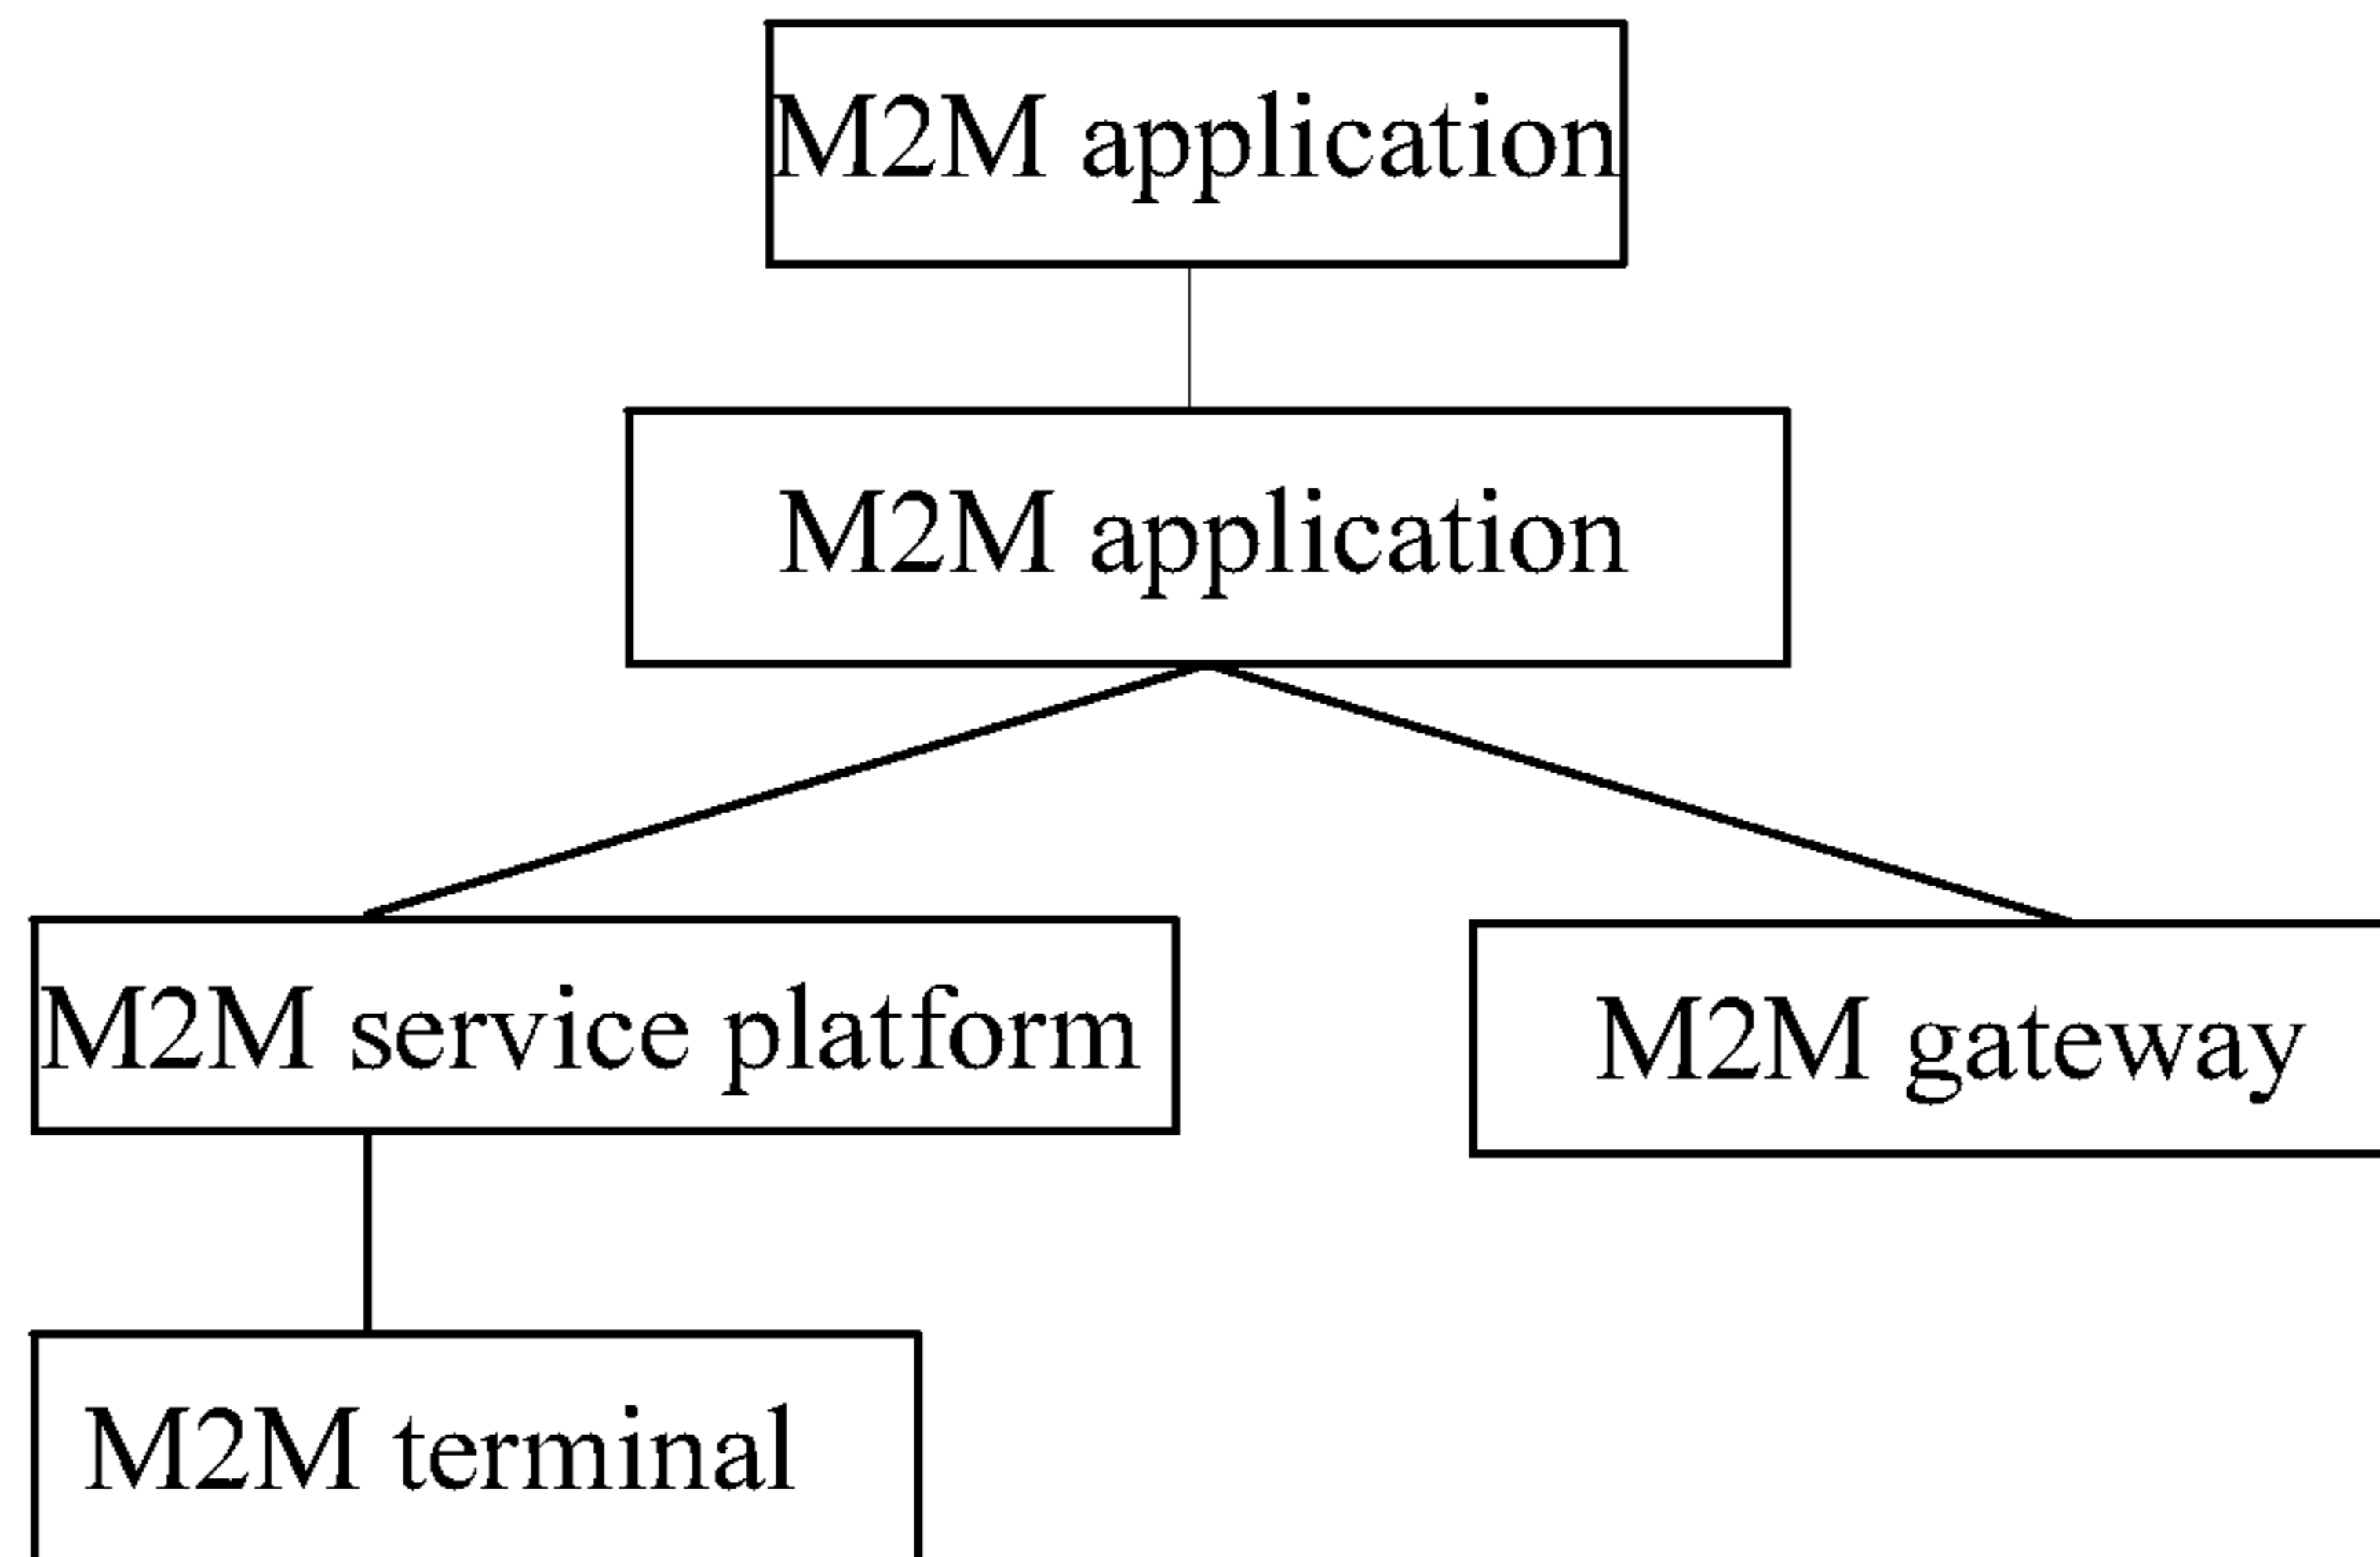 M2M application
M2M application
M2M service platform
M2M gateway
M2M terminal